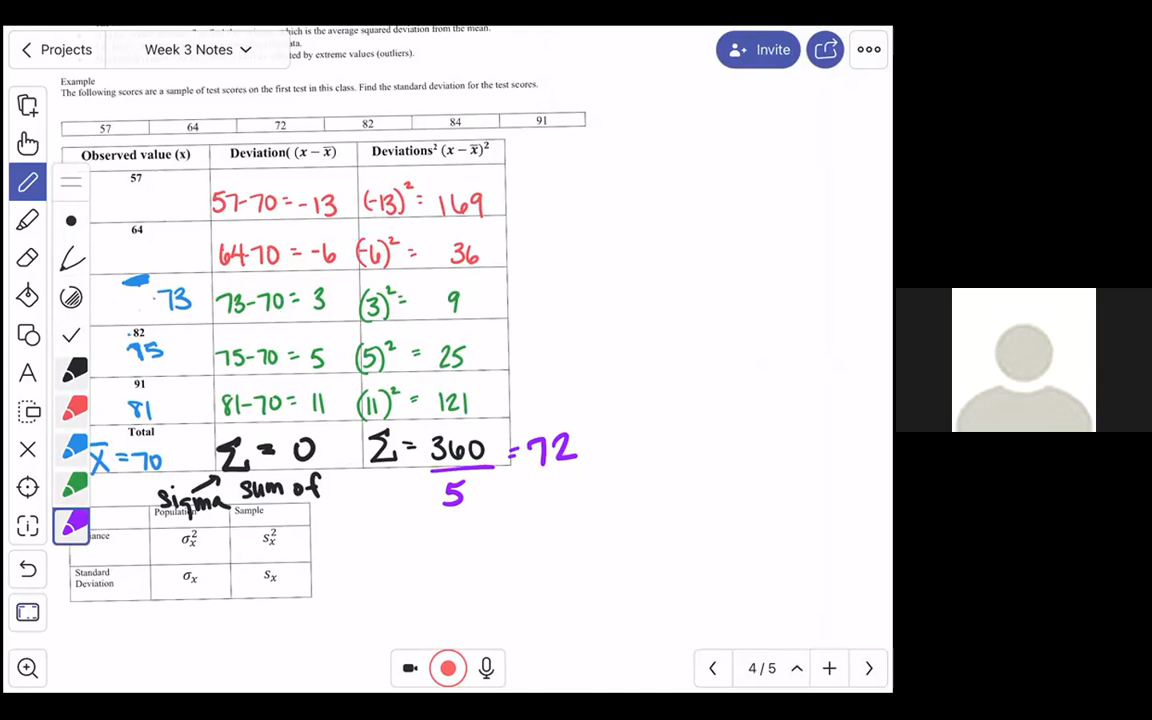 hich is the average squared deviation from the mean.
ata.
Projects
Week 3 Notes
Invite
ted by extreme values (outliers).
Example
The following scores are a sample of test scores on the first test in this class. Find the standard deviation for the test scores.
57 64 72 82 84 91
Observed value (x) Deviation( (x − x̅) Deviations² (x − x̅)²
57
57-70 = -13 (-13)² = 169
64
64-70 = -6 (-6)² = 36
73 73-70 = 3 (3)² = 9
82
75 75-70 = 5 (5)² = 25
91
81 81-70 = 11 (11)² = 121
Total
x̅ = 70 Σ = 0 Σ = 360 = 72
5
sigma sum of
Population Sample
ance σ²x s²x
Standard Deviation σx sx
A
4/5